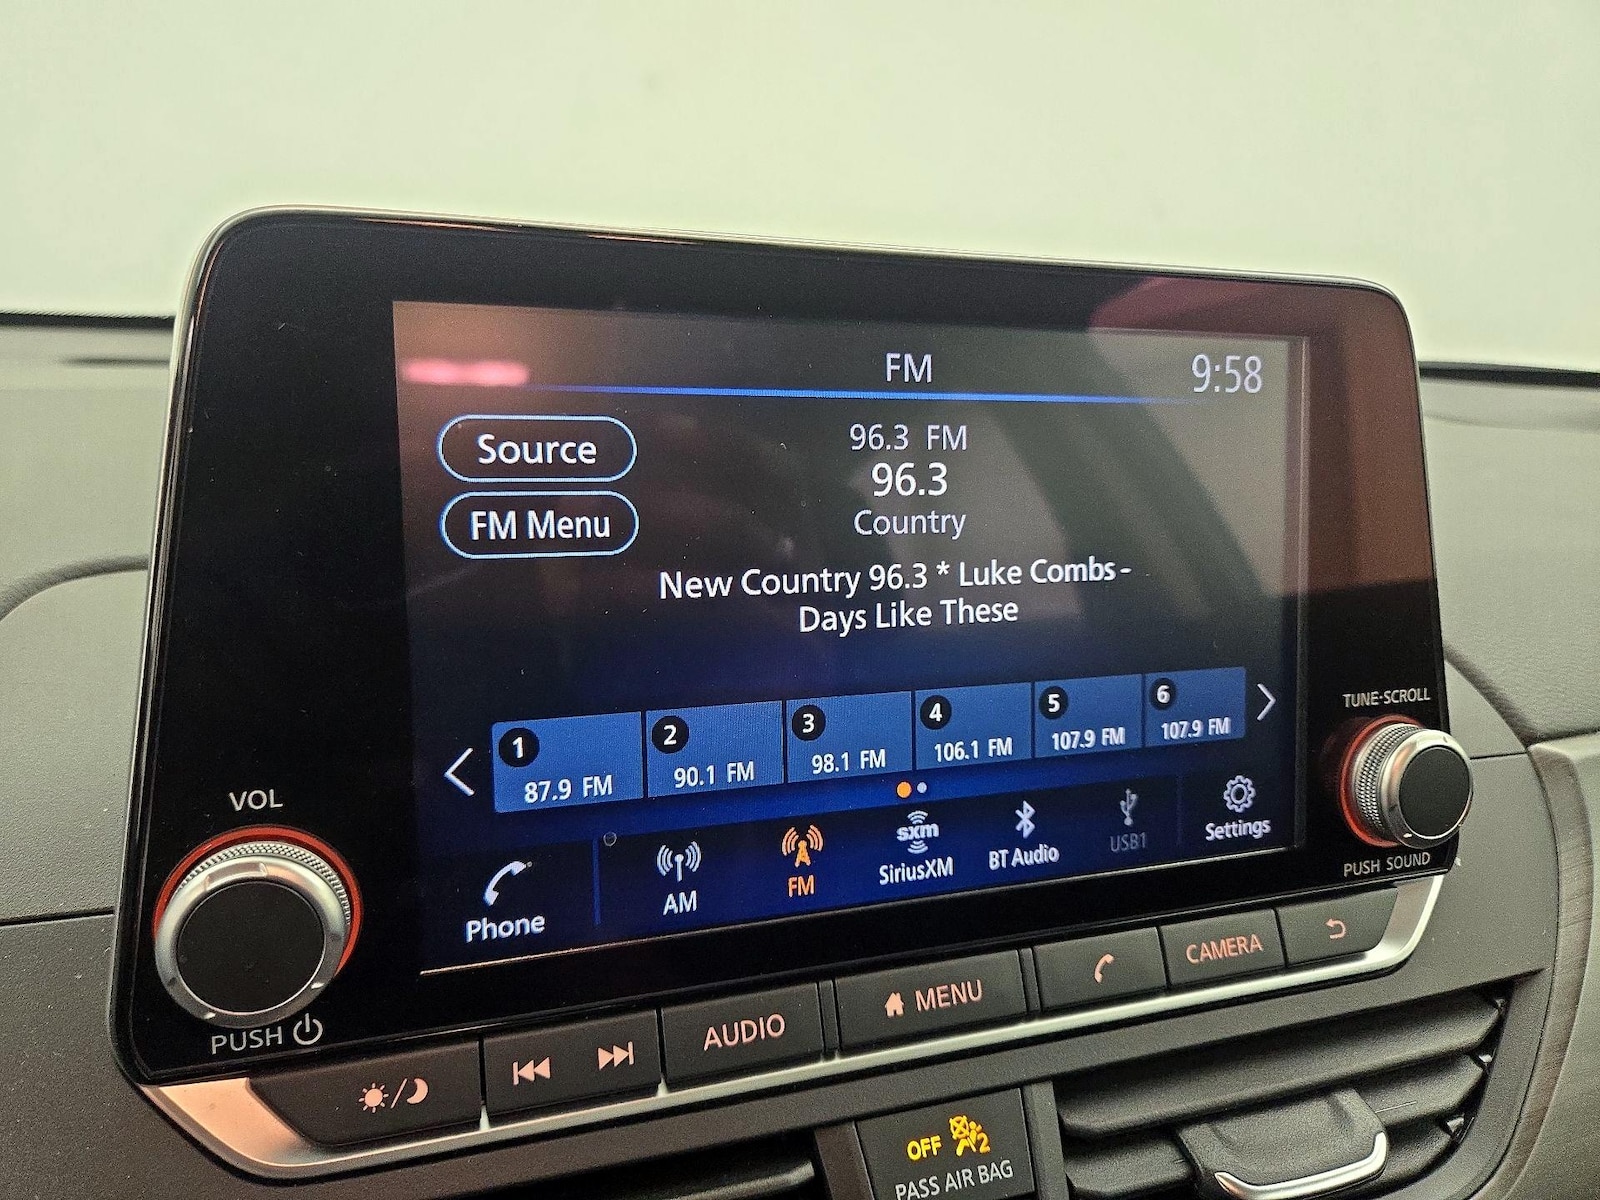 FM
9:58
Source
96.3 FM
96.3
FM Menu
Country
New Country 96.3 * Luke Combs -
Days Like These
1
87.9 FM
2
90.1 FM
3
98.1 FM
4
106.1 FM
5
107.9 FM
6
107.9 FM
Phone
AM
FM
sxm
SiriusXM
BT Audio
USB1
Settings
VOL
PUSH
TUNE·SCROLL
PUSH SOUND
AUDIO
MENU
CAMERA
OFF
2
PASS AIR BAG